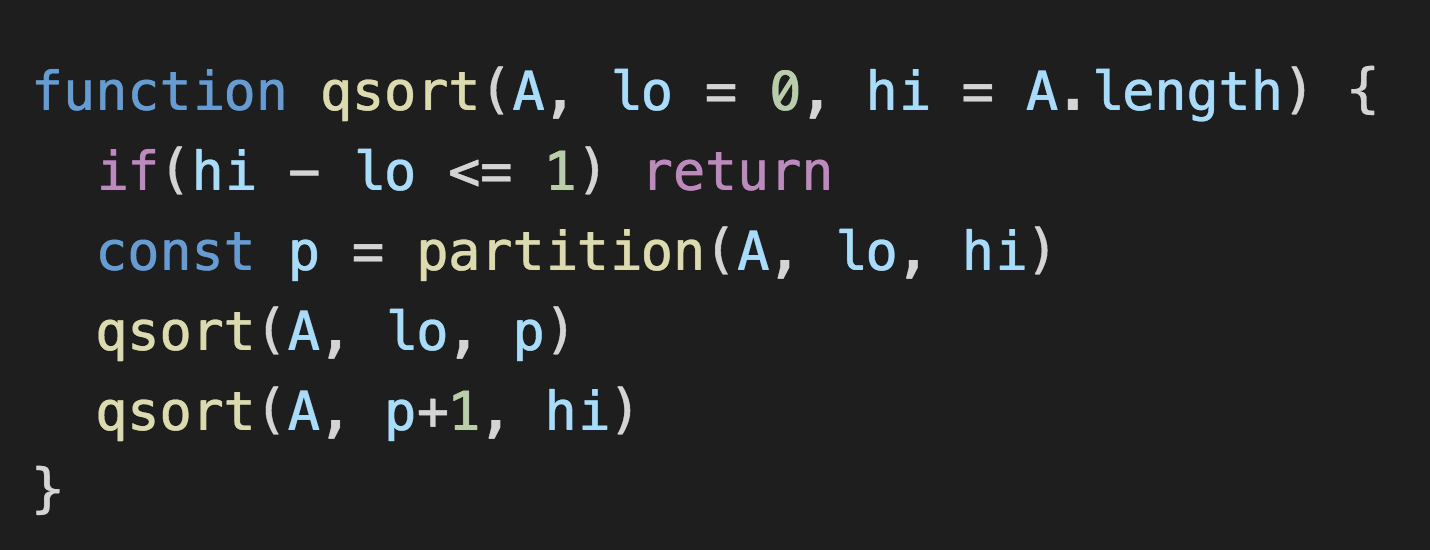 function qsort(A, lo = 0, hi = A.length) {
  if(hi - lo <= 1) return
  const p = partition(A, lo, hi)
  qsort(A, lo, p)
  qsort(A, p+1, hi)
}